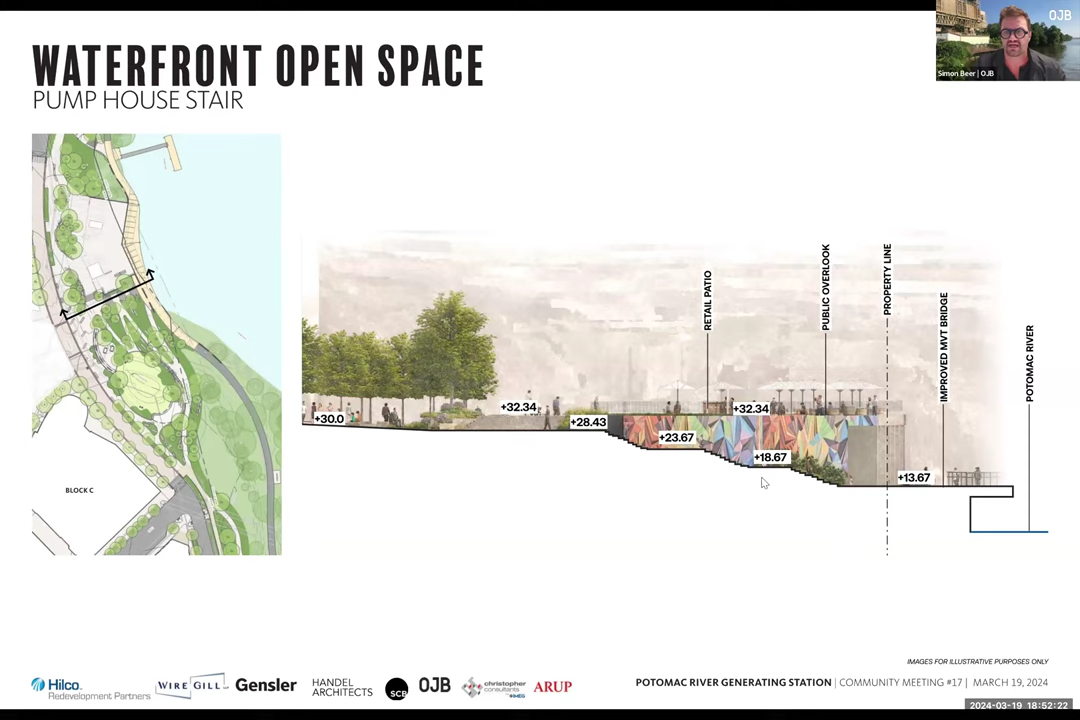 OJB
Simon Beer | OJB
WATERFRONT OPEN SPACE
PUMP HOUSE STAIR
BLOCK C
RETAIL PATIO
PUBLIC OVERLOOK
PROPERTY LINE
IMPROVED MVT BRIDGE
POTOMAC RIVER
+30.0
+32.34
+28.43
+23.67
+32.34
+18.67
+13.67
IMAGES FOR ILLUSTRATIVE PURPOSES ONLY
Hilco
Redevelopment Partners
WIRE GILL
Gensler
HANDEL
ARCHITECTS
SCB
OJB
christopher
consultants
ARUP
POTOMAC RIVER GENERATING STATION | COMMUNITY MEETING #17 | MARCH 19, 2024
2024-03-19 18:52:22